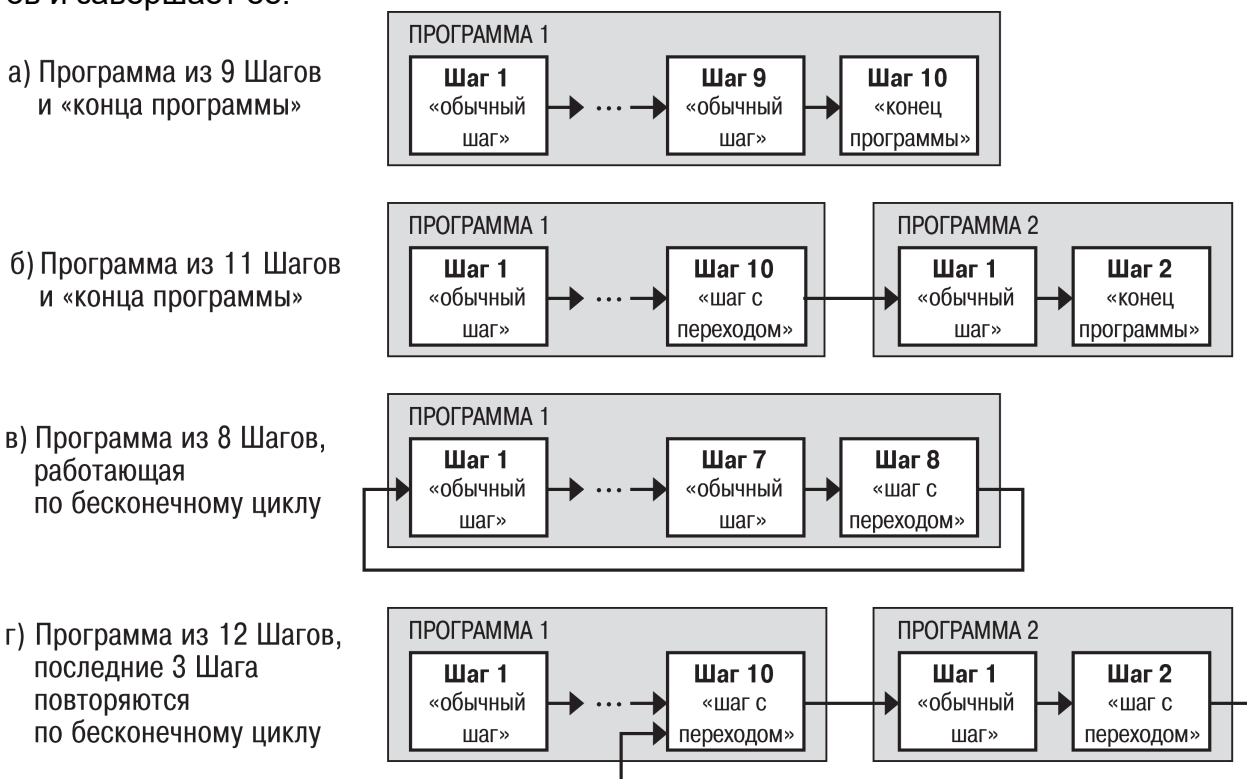 ов и завершает ее.
а) Программа из 9 Шагов
и «конца программы»
ПРОГРАММА 1
Шаг 1
«обычный
шаг»
...
Шаг 9
«обычный
шаг»
Шаг 10
«конец
программы»
б) Программа из 11 Шагов
и «конца программы»
ПРОГРАММА 1
Шаг 1
«обычный
шаг»
...
Шаг 10
«шаг с
переходом»
ПРОГРАММА 2
Шаг 1
«обычный
шаг»
Шаг 2
«конец
программы»
в) Программа из 8 Шагов,
работающая
по бесконечному циклу
ПРОГРАММА 1
Шаг 1
«обычный
шаг»
...
Шаг 7
«обычный
шаг»
Шаг 8
«шаг с
переходом»
г) Программа из 12 Шагов,
последние 3 Шага
повторяются
по бесконечному циклу
ПРОГРАММА 1
Шаг 1
«обычный
шаг»
...
Шаг 10
«шаг с
переходом»
ПРОГРАММА 2
Шаг 1
«обычный
шаг»
Шаг 2
«шаг с
переходом»